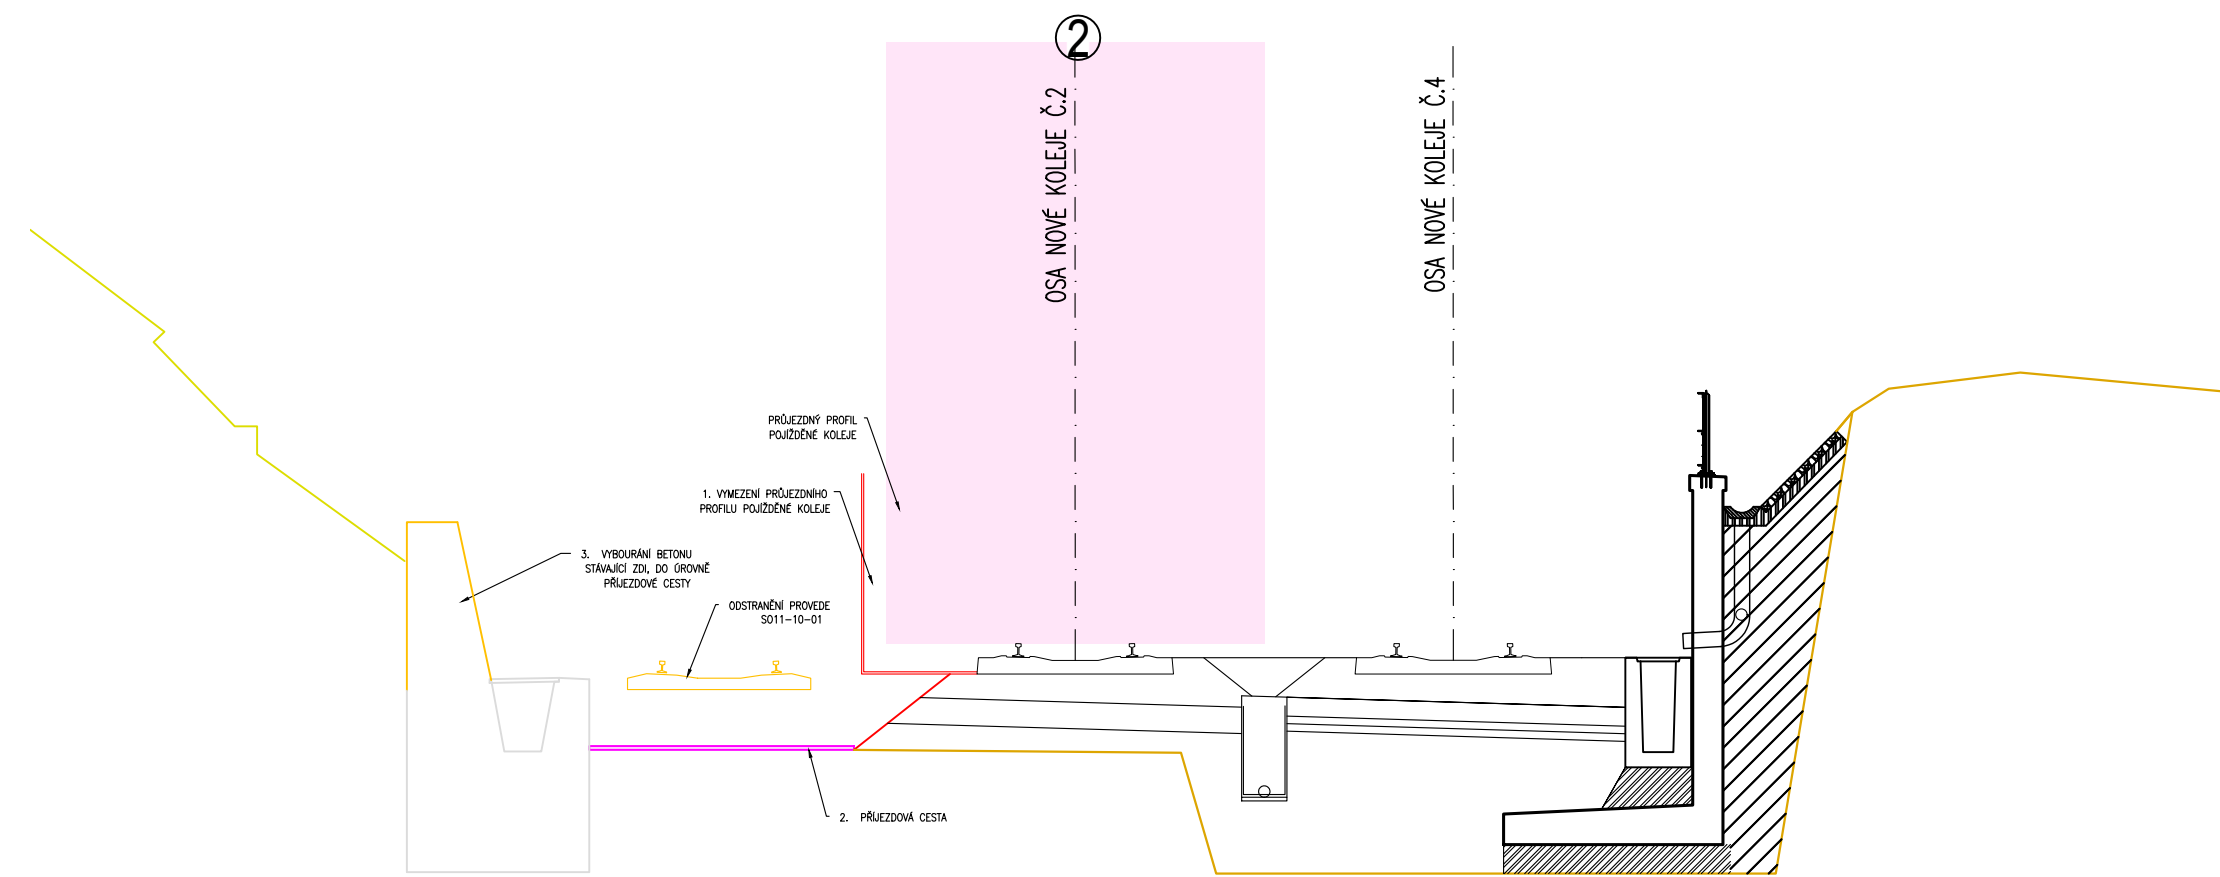 2
OSA NOVÉ KOLEJE Č.2
OSA NOVÉ KOLEJE Č.4
PRŮJEZDNÝ PROFIL
POJÍŽDĚNÉ KOLEJE
1. VYMEZENÍ PRŮJEZDNÍHO
PROFILU POJÍŽDĚNÉ KOLEJE
3. VYBOURÁNÍ BETONU
STÁVAJÍCÍ ZDI, DO ÚROVNĚ
PŘÍJEZDOVÉ CESTY
ODSTRANĚNÍ PROVEDE
SO11-10-01
2. PŘÍJEZDOVÁ CESTA